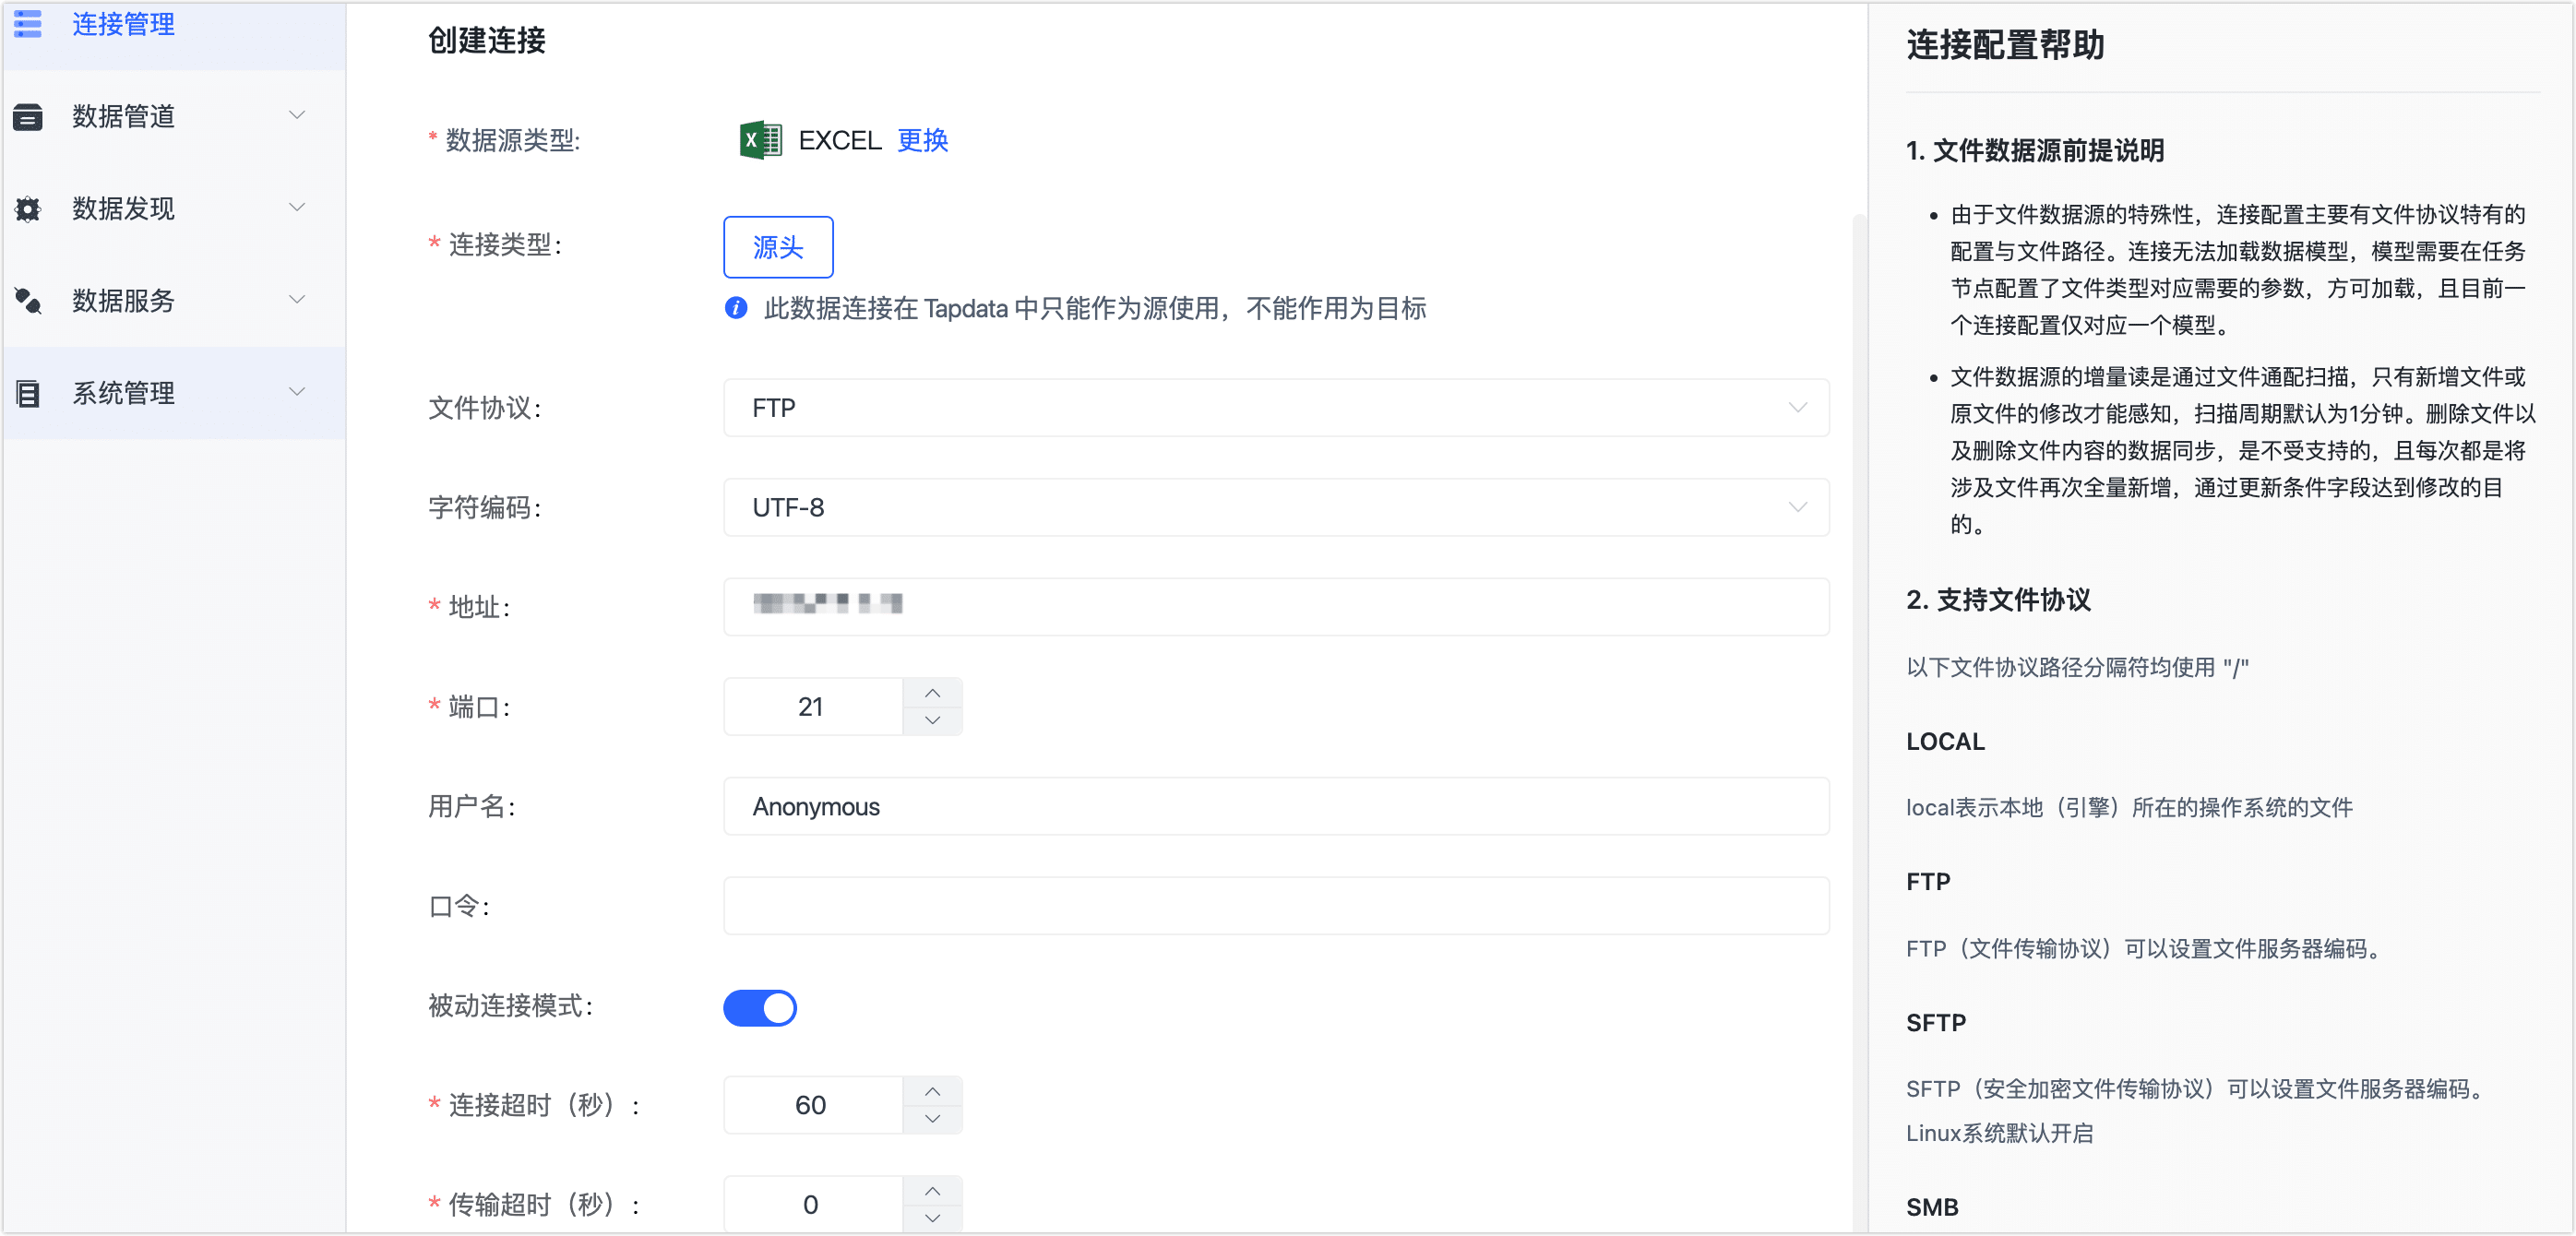 连接管理
数据管道
数据发现
数据服务
系统管理
创建连接
* 数据源类型:
EXCEL 更换
* 连接类型:
源头
此数据连接在 Tapdata 中只能作为源使用，不能作用为目标
文件协议:
FTP
字符编码:
UTF-8
* 地址:
* 端口:
21
用户名:
Anonymous
口令:
被动连接模式:
* 连接超时（秒）:
60
* 传输超时（秒）:
0
连接配置帮助
1. 文件数据源前提说明
• 由于文件数据源的特殊性，连接配置主要有文件协议特有的
配置与文件路径。连接无法加载数据模型，模型需要在任务
节点配置了文件类型对应需要的参数，方可加载，且目前一
个连接配置仅对应一个模型。
• 文件数据源的增量读是通过文件通配扫描，只有新增文件或
原文件的修改才能感知，扫描周期默认为1分钟。删除文件以
及删除文件内容的数据同步，是不受支持的，且每次都是将
涉及文件再次全量新增，通过更新条件字段达到修改的目
的。
2. 支持文件协议
以下文件协议路径分隔符均使用 "/"
LOCAL
local表示本地（引擎）所在的操作系统的文件
FTP
FTP（文件传输协议）可以设置文件服务器编码。
SFTP
SFTP（安全加密文件传输协议）可以设置文件服务器编码。
Linux系统默认开启
SMB